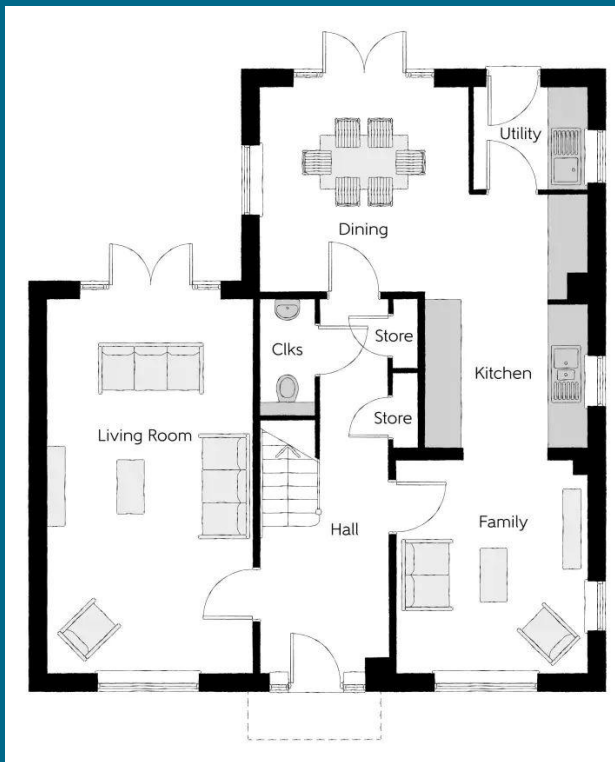 Utility
Dining
Clks
Store
Kitchen
Store
Living Room
Hall
Family